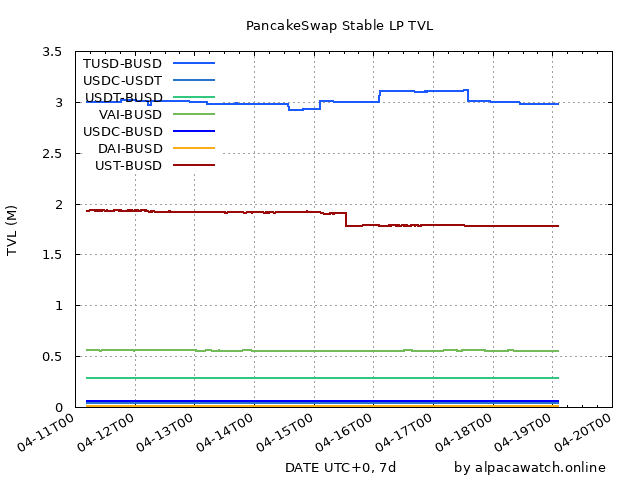 PancakeSwap Stable LP TVL
3.5
3
2.5
2
1.5
1
0.5
0
TVL (M)
TUSD-BUSD
USDC-USDT
USDT-BUSD
VAI-BUSD
USDC-BUSD
DAI-BUSD
UST-BUSD
04-11T00
04-12T00
04-13T00
04-14T00
04-15T00
04-16T00
04-17T00
04-18T00
04-19T00
04-20T00
DATE UTC+0, 7d
by alpacawatch.online